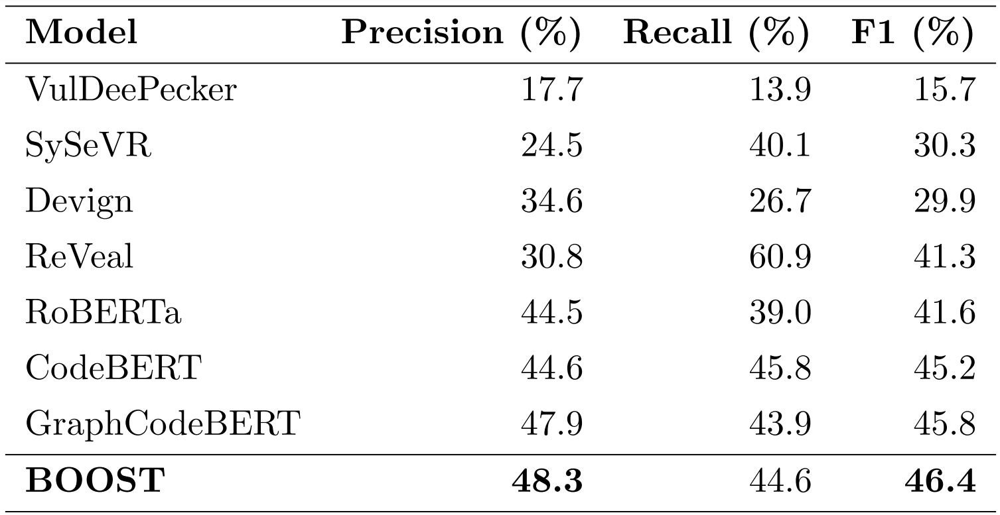 Model Precision (%) Recall (%) F1 (%)
VulDeePecker 17.7 13.9 15.7
SySeVR 24.5 40.1 30.3
Devign 34.6 26.7 29.9
ReVeal 30.8 60.9 41.3
RoBERTa 44.5 39.0 41.6
CodeBERT 44.6 45.8 45.2
GraphCodeBERT 47.9 43.9 45.8
BOOST 48.3 44.6 46.4